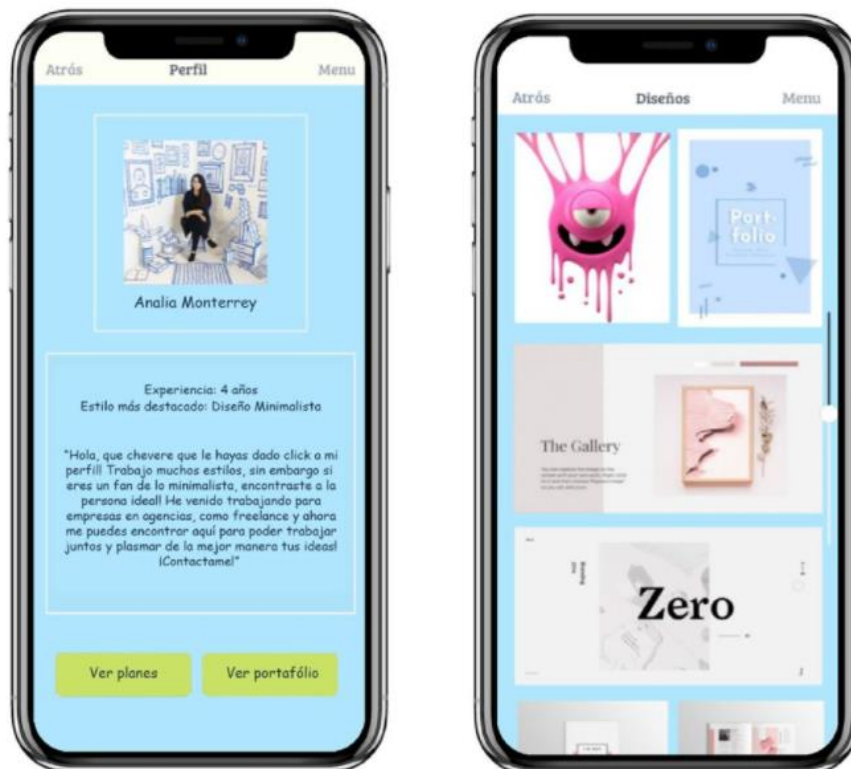 Atrás Perfil Menu
Analia Monterrey
Experiencia: 4 años
Estilo más destacado: Diseño Minimalista
"Hola, que chevere que le hayas dado click a mi
perfil! Trabajo muchos estilos, sin embargo si
eres un fan de lo minimalista, encontraste a la
persona ideal! He venido trabajando para
empresas en agencias, como freelance y ahora
me puedes encontrar aquí para poder trabajar
juntos y plasmar de la mejor manera tus ideas!
¡Contactame!"
Ver planes Ver portafólio
Atrás Diseños Menu
Port-
folio
The Gallery
Zero